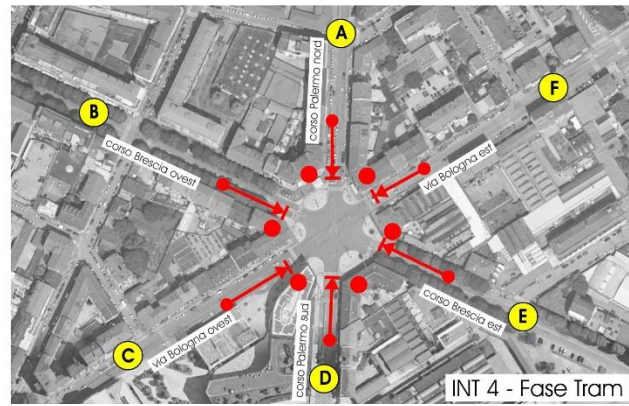 A
corso Palermo nord
F
B
corso Brescia ovest
via Bologna est
via Bologna ovest
corso Palermo sud
corso Brescia est
E
C
D
INT 4 - Fase Tram